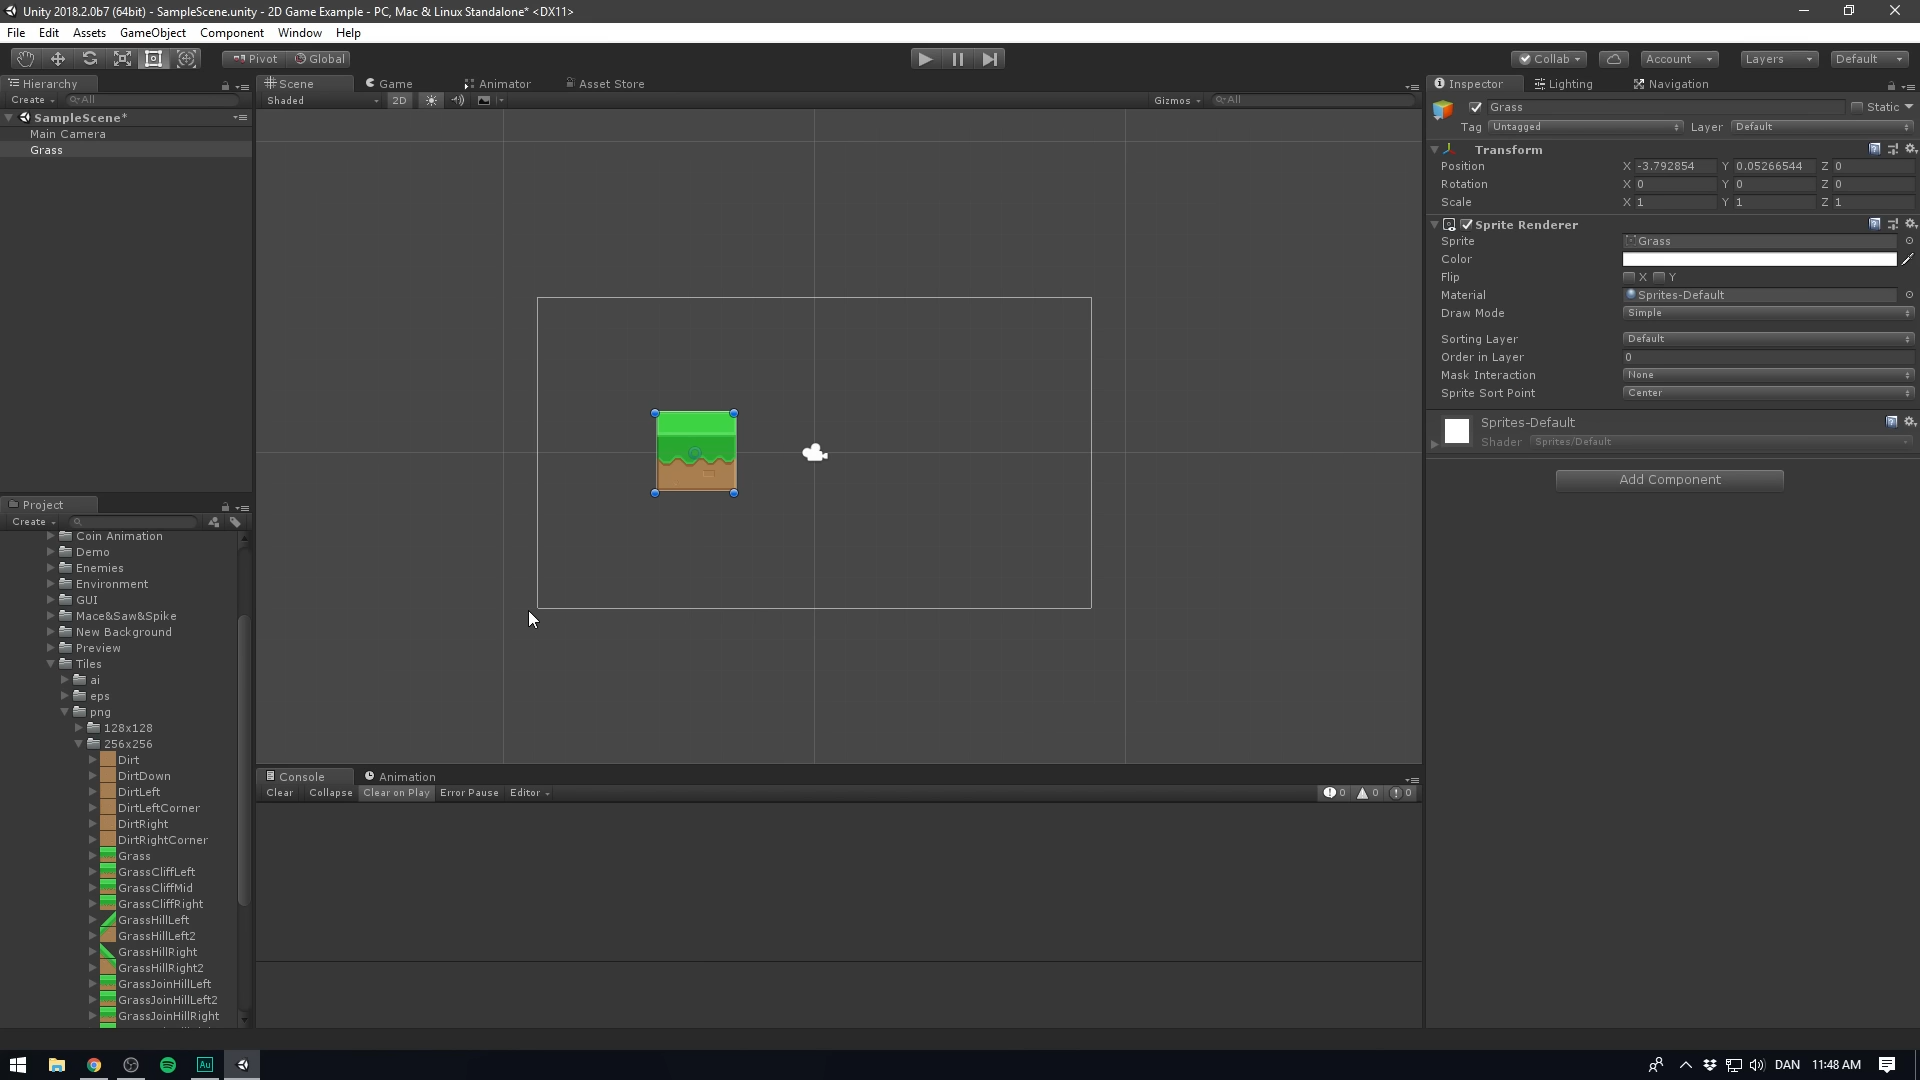 Unity 2018.2.0b7 (64bit) - SampleScene.unity - 2D Game Example - PC, Mac & Linux Standalone* <DX11>
File Edit Assets GameObject Component Window Help
Pivot Global Collab Account Layers Default
Hierarchy
Create All
SampleScene*
Main Camera
Grass
Scene Game Animator Asset Store
Shaded 2D Gizmos All
Inspector Lighting Navigation
Grass Static
Tag Untagged Layer Default
Transform
Position X -3.792854 Y 0.05266544 Z 0
Rotation X 0 Y 0 Z 0
Scale X 1 Y 1 Z 1
Sprite Renderer
Sprite Grass
Color
Flip X Y
Material Sprites-Default
Draw Mode Simple
Sorting Layer Default
Order in Layer 0
Mask Interaction None
Sprite Sort Point Center
Sprites-Default
Shader Sprites/Default
Add Component
Project
Create
Coin Animation
Demo
Enemies
Environment
GUI
Mace&Saw&Spike
New Background
Preview
Tiles
ai
eps
png
128x128
256x256
Dirt
DirtDown
DirtLeft
DirtLeftCorner
DirtRight
DirtRightCorner
Grass
GrassCliffLeft
GrassCliffMid
GrassCliffRight
GrassHillLeft
GrassHillLeft2
GrassHillRight
GrassHillRight2
GrassJoinHillLeft
GrassJoinHillLeft2
GrassJoinHillRight
Console Animation
Clear Collapse Clear on Play Error Pause Editor 0 0 0
Au DAN 11:48 AM